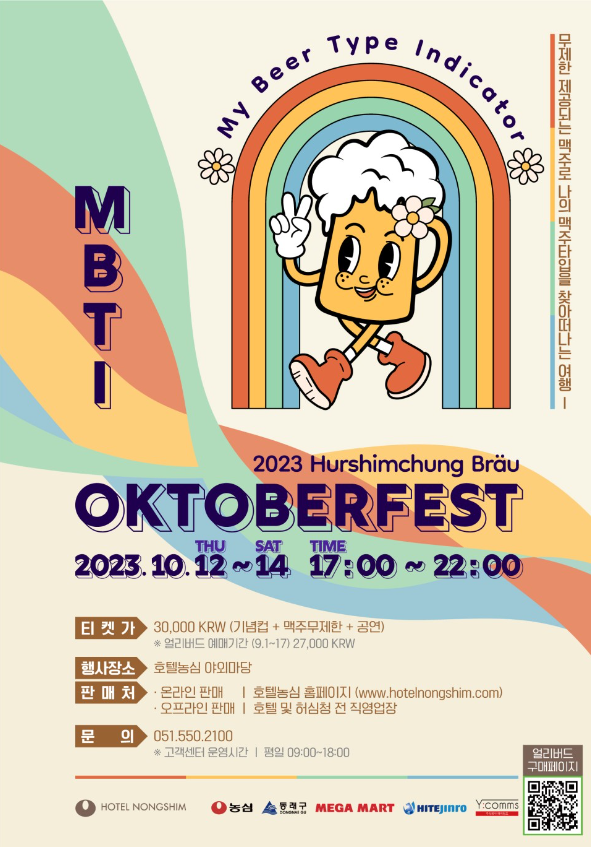 My Beer Type Indicator
무제한 제공되는 맥주로 나의 맥주타입을 찾아떠나는 여행 -
MBTI
2023 Hurshimchung Bräu
OKTOBERFEST
THU SAT TIME
2023. 10. 12 ~ 14 17 : 00 ~ 22 : 00
티 켓 가 30,000 KRW (기념컵 + 맥주무제한 + 공연)
※ 얼리버드 예매기간 (9.1~17) 27,000 KRW
행사장소 호텔농심 야외마당
판 매 처 · 온라인 판매 | 호텔농심 홈페이지 (www.hotelnongshim.com)
· 오프라인 판매 | 호텔 및 허심청 전 직영업장
문 의 051.550.2100
※ 고객센터 운영시간 | 평일 09:00~18:00
얼리버드
구매페이지
HOTEL NONGSHIM 농심 동래구 DONGNAE GU MEGA MART HITEJINRO Y:comms